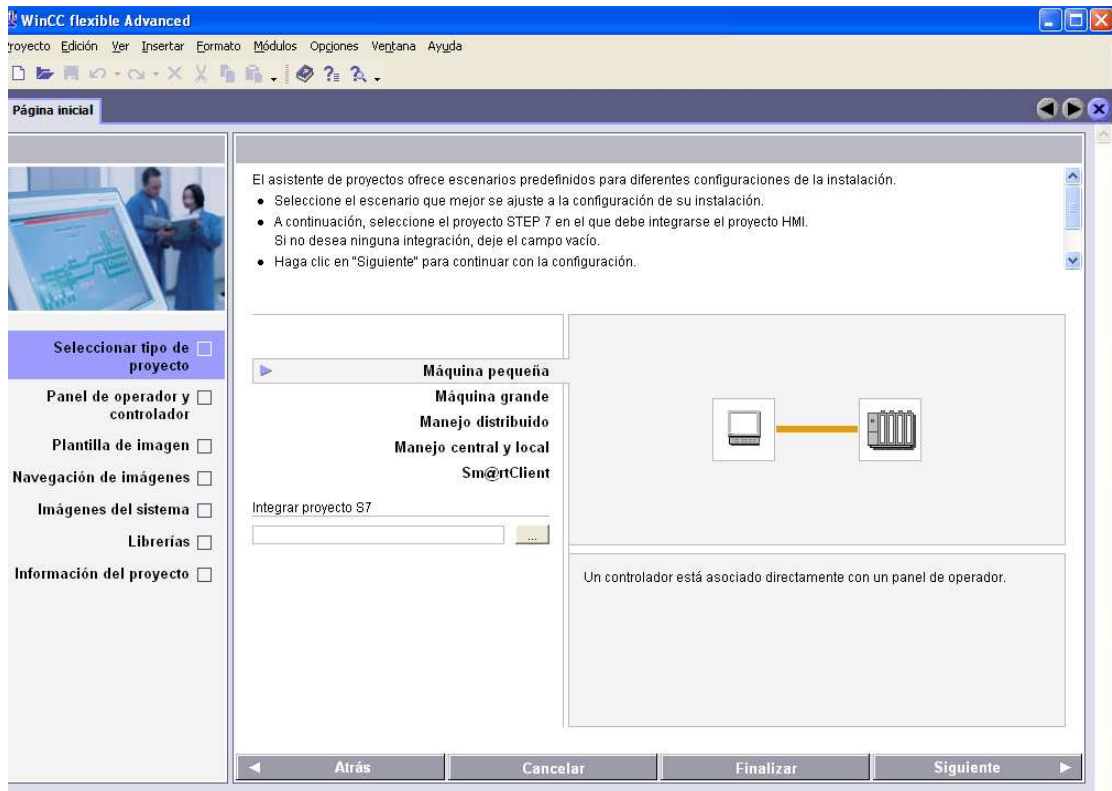 WinCC flexible Advanced
royecto Edición Ver Insertar Formato Módulos Opciones Ventana Ayuda
Página inicial
El asistente de proyectos ofrece escenarios predefinidos para diferentes configuraciones de la instalación.
• Seleccione el escenario que mejor se ajuste a la configuración de su instalación.
• A continuación, seleccione el proyecto STEP 7 en el que debe integrarse el proyecto HMI.
Si no desea ninguna integración, deje el campo vacío.
• Haga clic en "Siguiente" para continuar con la configuración.
Seleccionar tipo de
proyecto
Panel de operador y
controlador
Plantilla de imagen
Navegación de imágenes
Imágenes del sistema
Librerías
Información del proyecto
Máquina pequeña
Máquina grande
Manejo distribuido
Manejo central y local
Sm@rtClient
Integrar proyecto S7
...
Un controlador está asociado directamente con un panel de operador.
Atrás
Cancelar
Finalizar
Siguiente